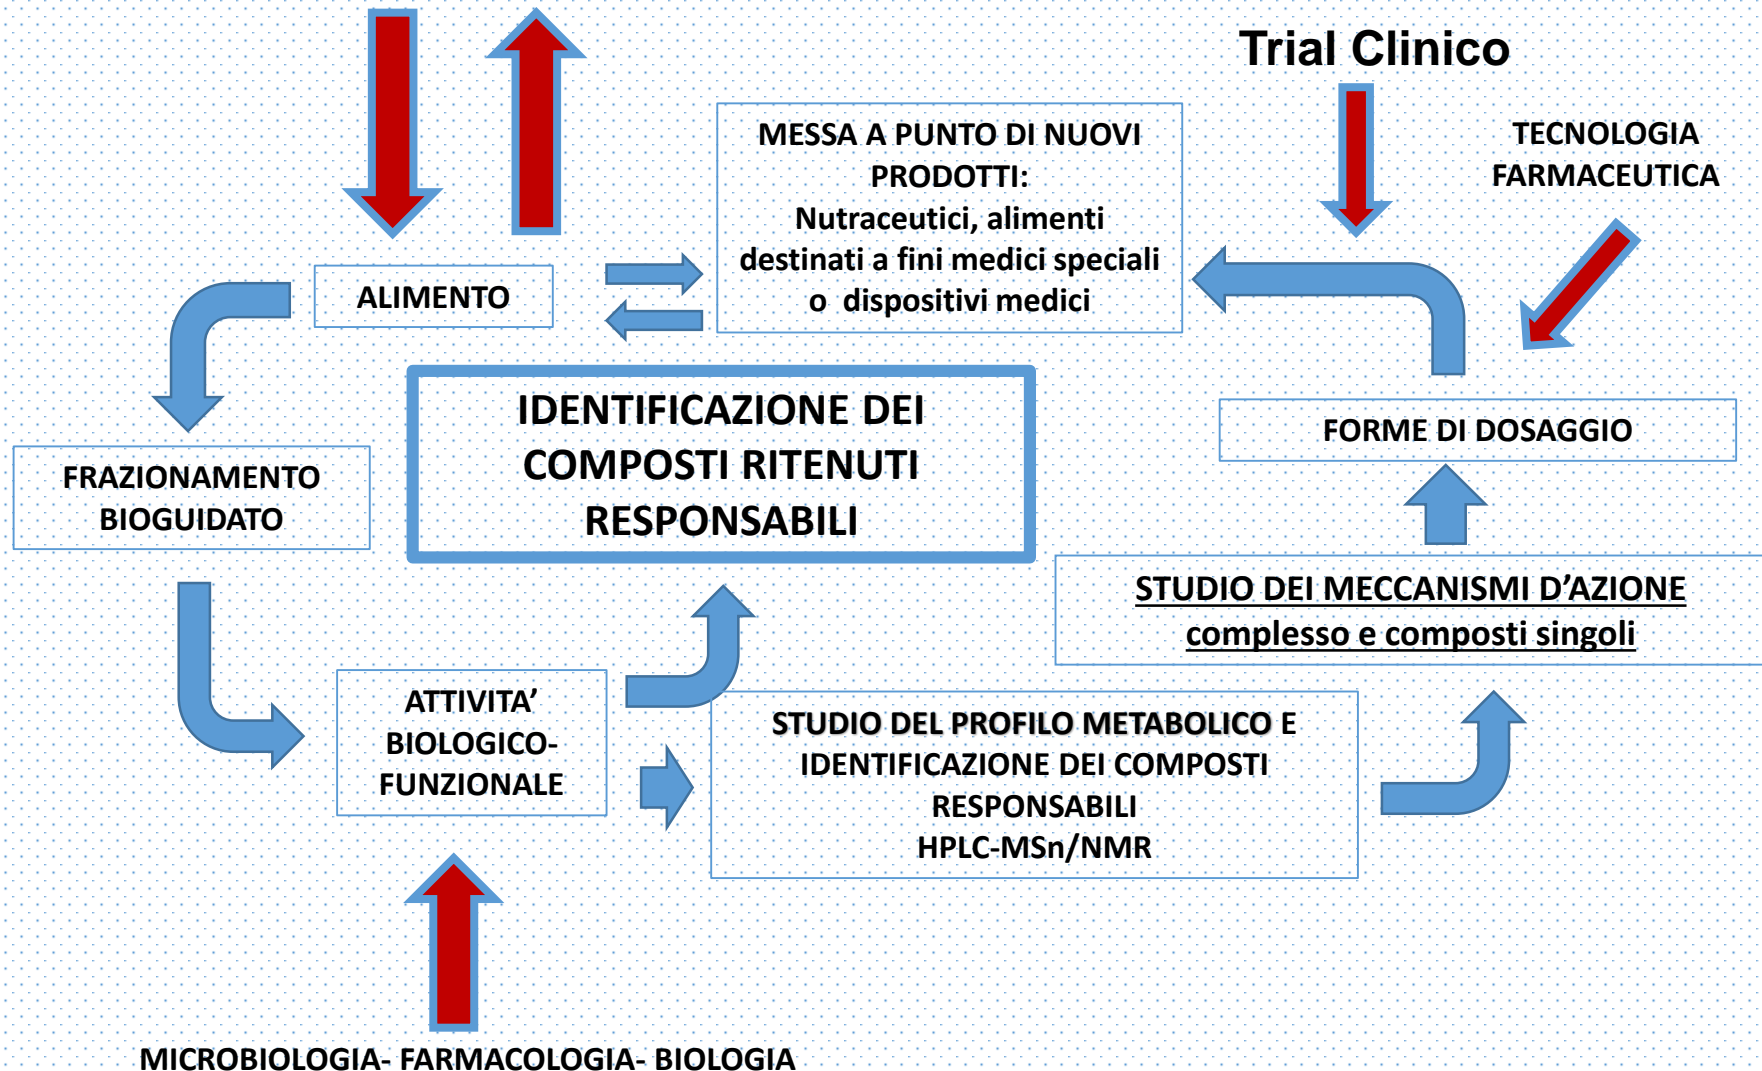 Trial Clinico
MESSA A PUNTO DI NUOVI
PRODOTTI:
Nutraceutici, alimenti
destinati a fini medici speciali
o dispositivi medici
TECNOLOGIA
FARMACEUTICA
ALIMENTO
IDENTIFICAZIONE DEI
COMPOSTI RITENUTI
RESPONSABILI
FORME DI DOSAGGIO
FRAZIONAMENTO
BIOGUIDATO
STUDIO DEI MECCANISMI D'AZIONE
complesso e composti singoli
ATTIVITA'
BIOLOGICO-
FUNZIONALE
STUDIO DEL PROFILO METABOLICO E
IDENTIFICAZIONE DEI COMPOSTI
RESPONSABILI
HPLC-MSn/NMR
MICROBIOLOGIA- FARMACOLOGIA- BIOLOGIA